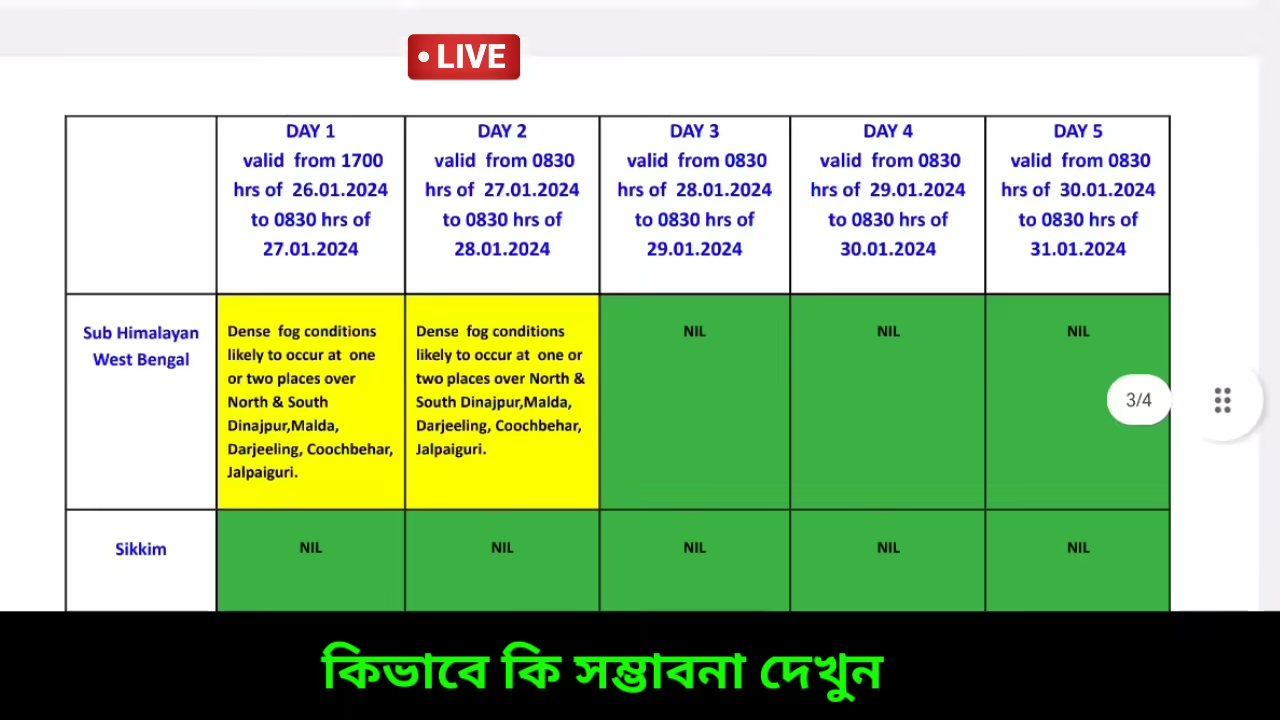 • LIVE
DAY 1
valid from 1700
hrs of 26.01.2024
to 0830 hrs of
27.01.2024
DAY 2
valid from 0830
hrs of 27.01.2024
to 0830 hrs of
28.01.2024
DAY 3
valid from 0830
hrs of 28.01.2024
to 0830 hrs of
29.01.2024
DAY 4
valid from 0830
hrs of 29.01.2024
to 0830 hrs of
30.01.2024
DAY 5
valid from 0830
hrs of 30.01.2024
to 0830 hrs of
31.01.2024
Sub Himalayan
West Bengal
Dense fog conditions
likely to occur at one
or two places over
North & South
Dinajpur,Malda,
Darjeeling, Coochbehar,
Jalpaiguri.
Dense fog conditions
likely to occur at one or
two places over North &
South Dinajpur,Malda,
Darjeeling, Coochbehar,
Jalpaiguri.
NIL
NIL
NIL
3/4
Sikkim
NIL
NIL
NIL
NIL
NIL
কিভাবে কি সম্ভাবনা দেখুন